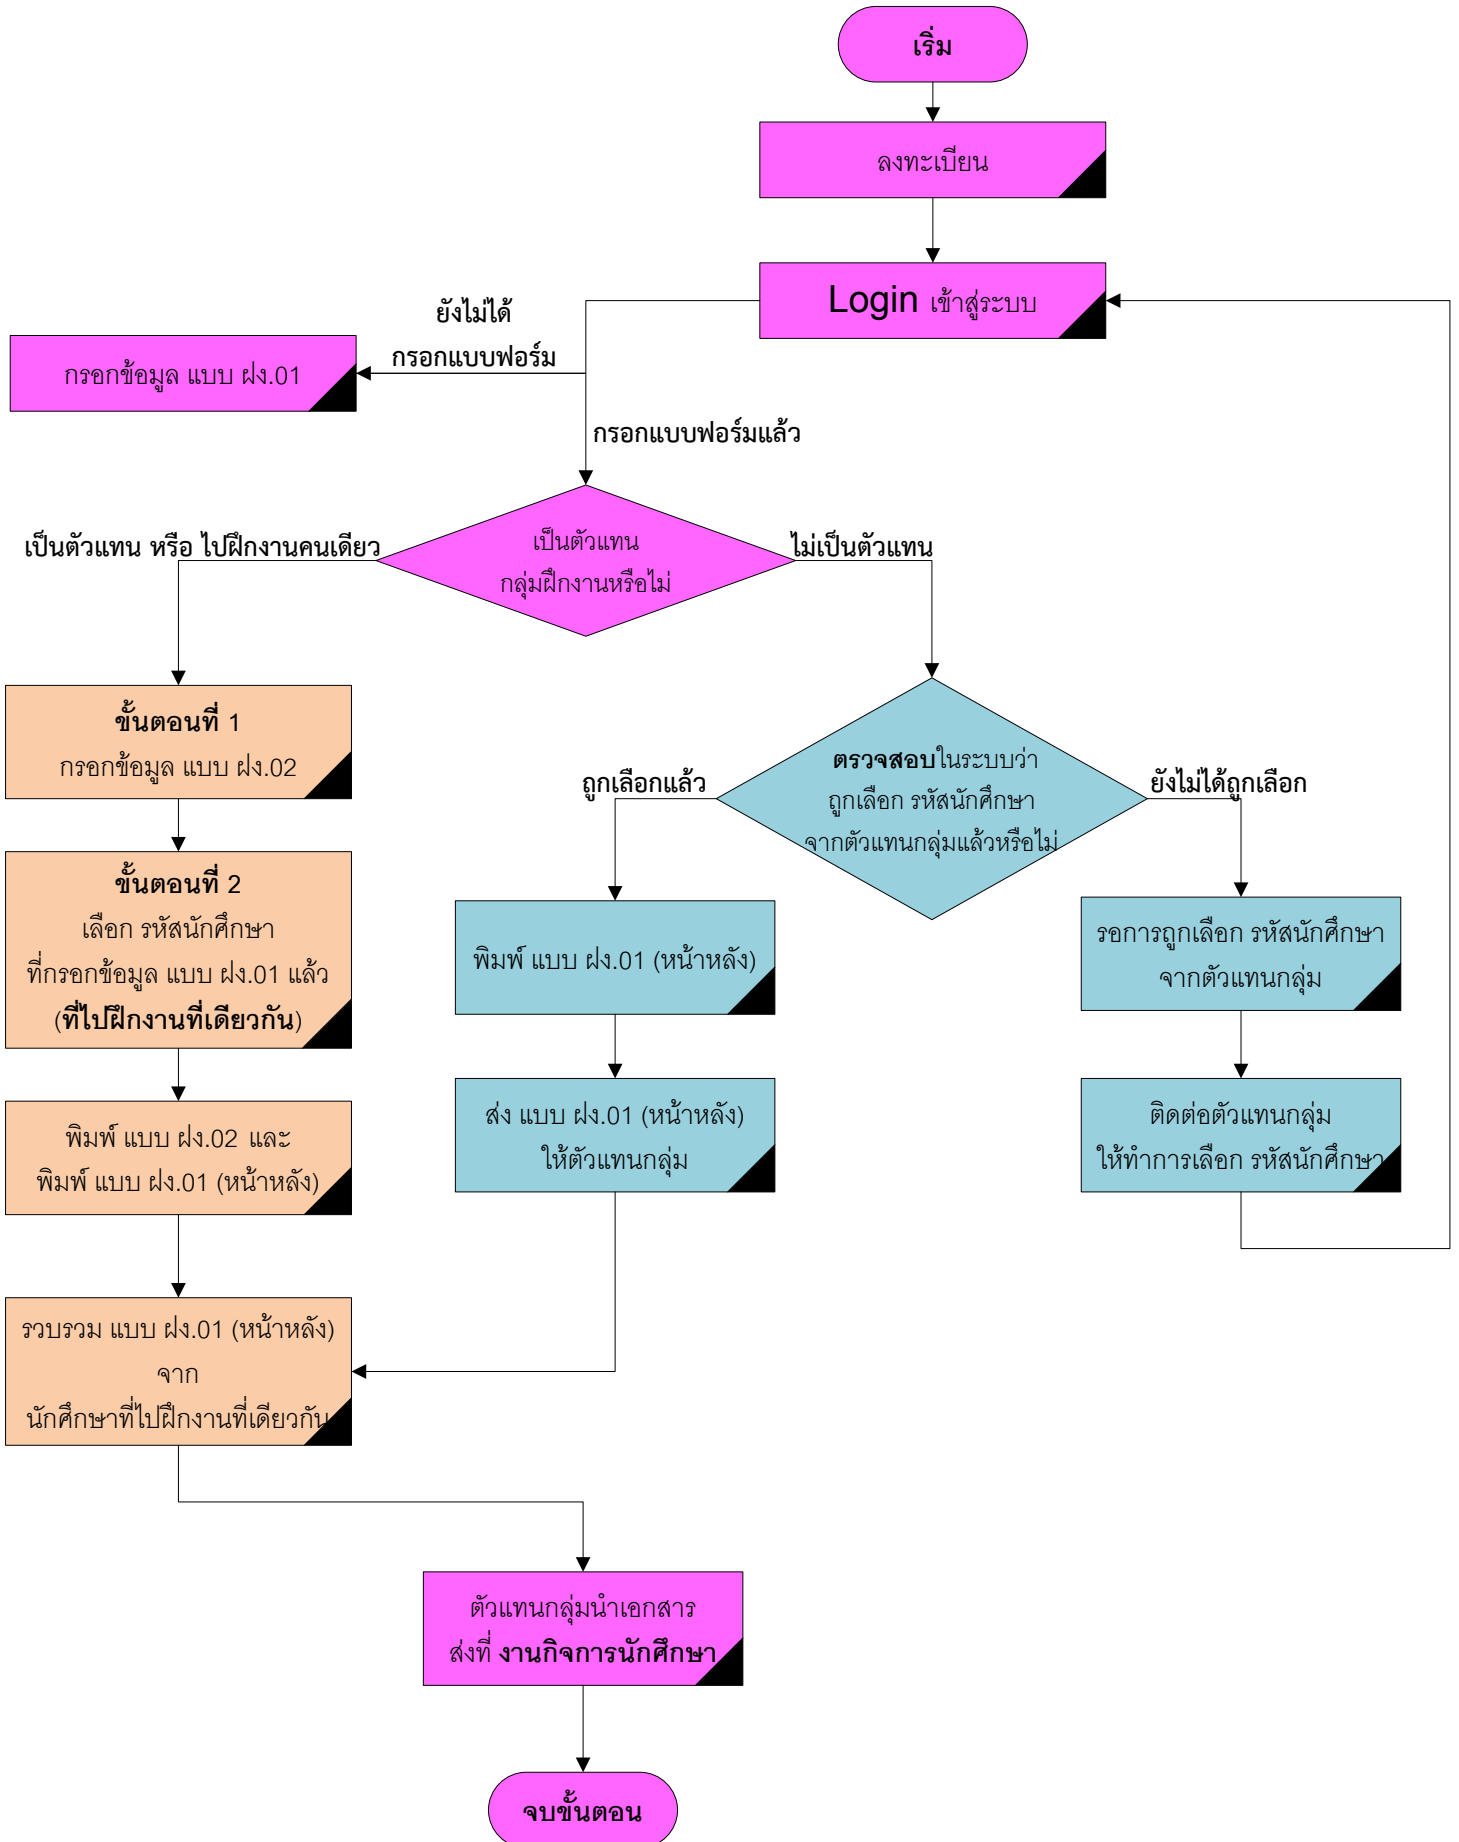 เริ่ม
ลงทะเบียน
Login เข้าสู่ระบบ
ยังไม่ได้
กรอกแบบฟอร์ม
กรอกข้อมูล แบบ ฝง.01
กรอกแบบฟอร์มแล้ว
เป็นตัวแทน หรือ ไปฝึกงานคนเดียว
เป็นตัวแทน
กลุ่มฝึกงานหรือไม่
ไม่เป็นตัวแทน
ขั้นตอนที่ 1
กรอกข้อมูล แบบ ฝง.02
ตรวจสอบในระบบว่า
ถูกเลือก รหัสนักศึกษา
จากตัวแทนกลุ่มแล้วหรือไม่
ถูกเลือกแล้ว
ยังไม่ได้ถูกเลือก
ขั้นตอนที่ 2
เลือก รหัสนักศึกษา
ที่กรอกข้อมูล แบบ ฝง.01 แล้ว
(ที่ไปฝึกงานที่เดียวกัน)
พิมพ์ แบบ ฝง.01 (หน้าหลัง)
รอการถูกเลือก รหัสนักศึกษา
จากตัวแทนกลุ่ม
พิมพ์ แบบ ฝง.02 และ
พิมพ์ แบบ ฝง.01 (หน้าหลัง)
ส่ง แบบ ฝง.01 (หน้าหลัง)
ให้ตัวแทนกลุ่ม
ติดต่อตัวแทนกลุ่ม
ให้ทำการเลือก รหัสนักศึกษา
รวบรวม แบบ ฝง.01 (หน้าหลัง)
จาก
นักศึกษาที่ไปฝึกงานที่เดียวกัน
ตัวแทนกลุ่มนำเอกสาร
ส่งที่ งานกิจการนักศึกษา
จบขั้นตอน